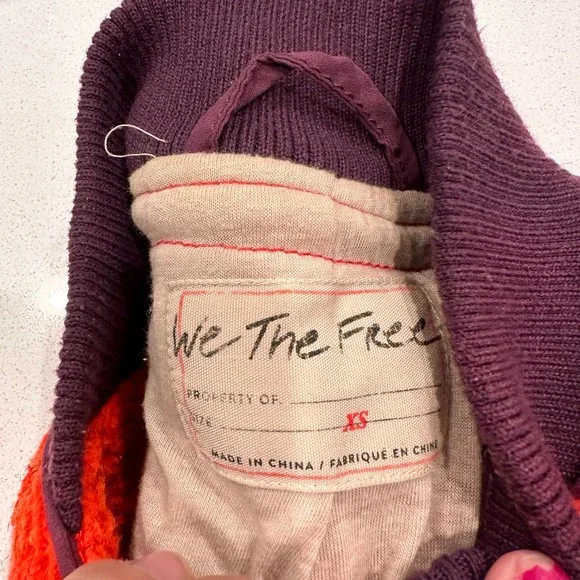 We The Free
PROPERTY OF.
SIZE XS
MADE IN CHINA / FABRIQUÉ EN CHINE